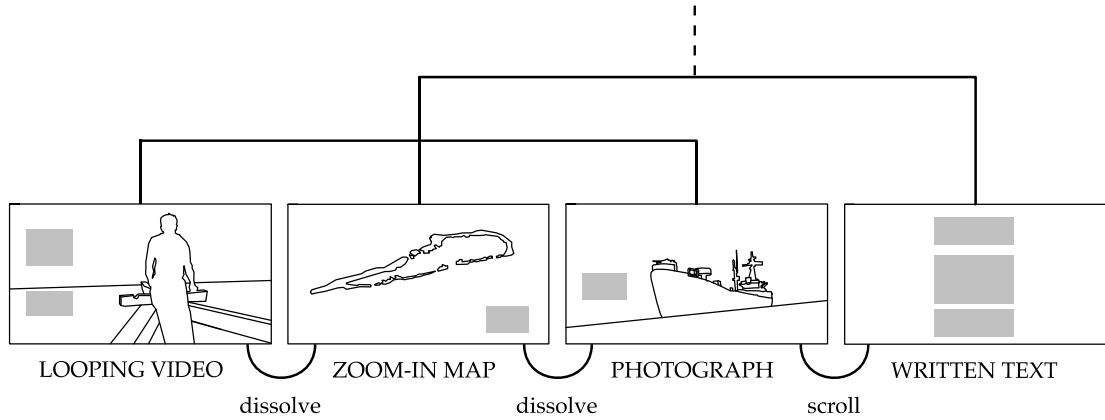 LOOPING VIDEO ZOOM-IN MAP PHOTOGRAPH WRITTEN TEXT
dissolve dissolve scroll